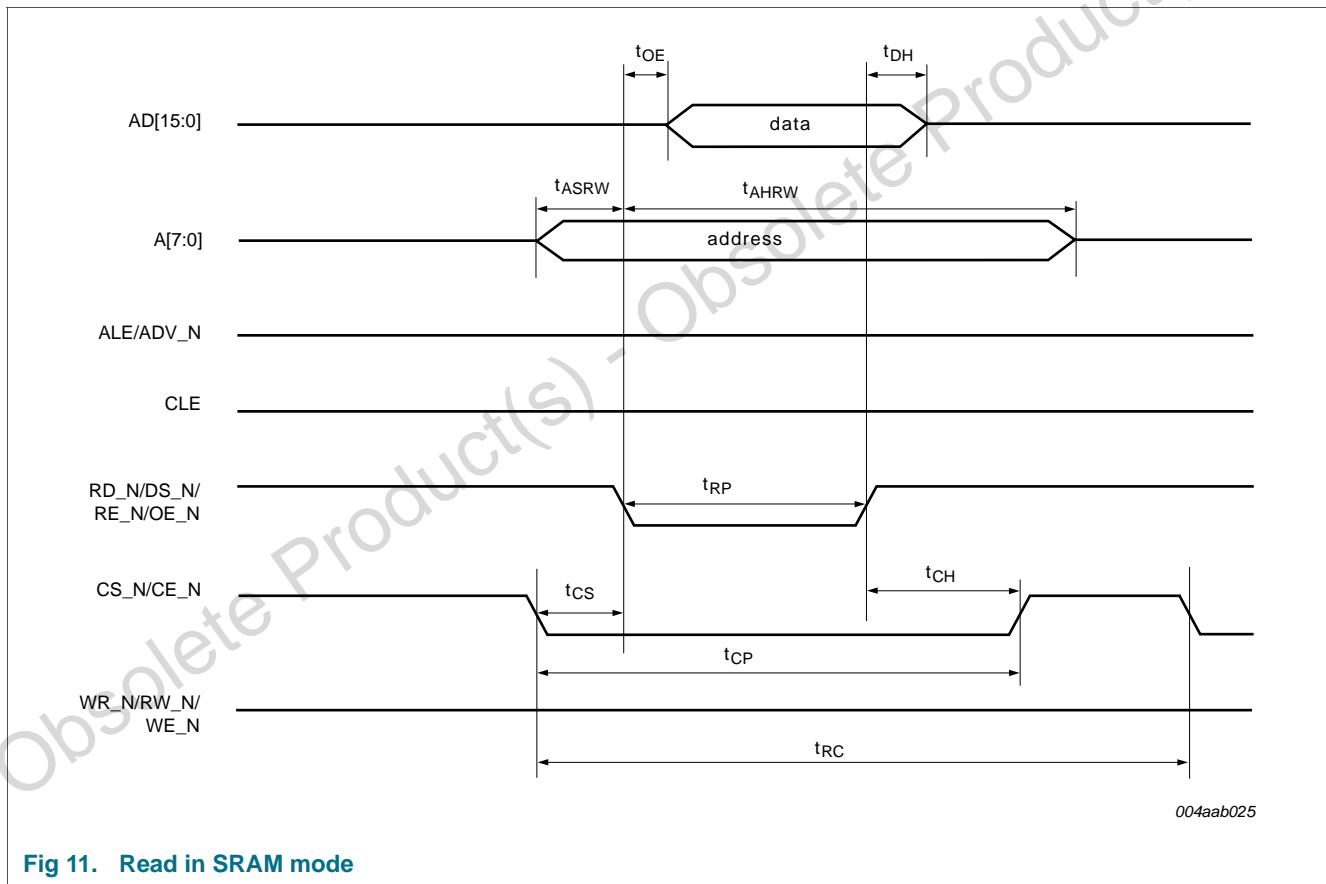 tOE
tDH
AD[15:0]
data
tASRW
tAHRW
A[7:0]
address
ALE/ADV_N
CLE
RD_N/DS_N/
RE_N/OE_N
tRP
CS_N/CE_N
tCS
tCH
tCP
WR_N/RW_N/
WE_N
tRC
004aab025
Fig 11. Read in SRAM mode
Obsolete Product(s) - Obsolete Product(